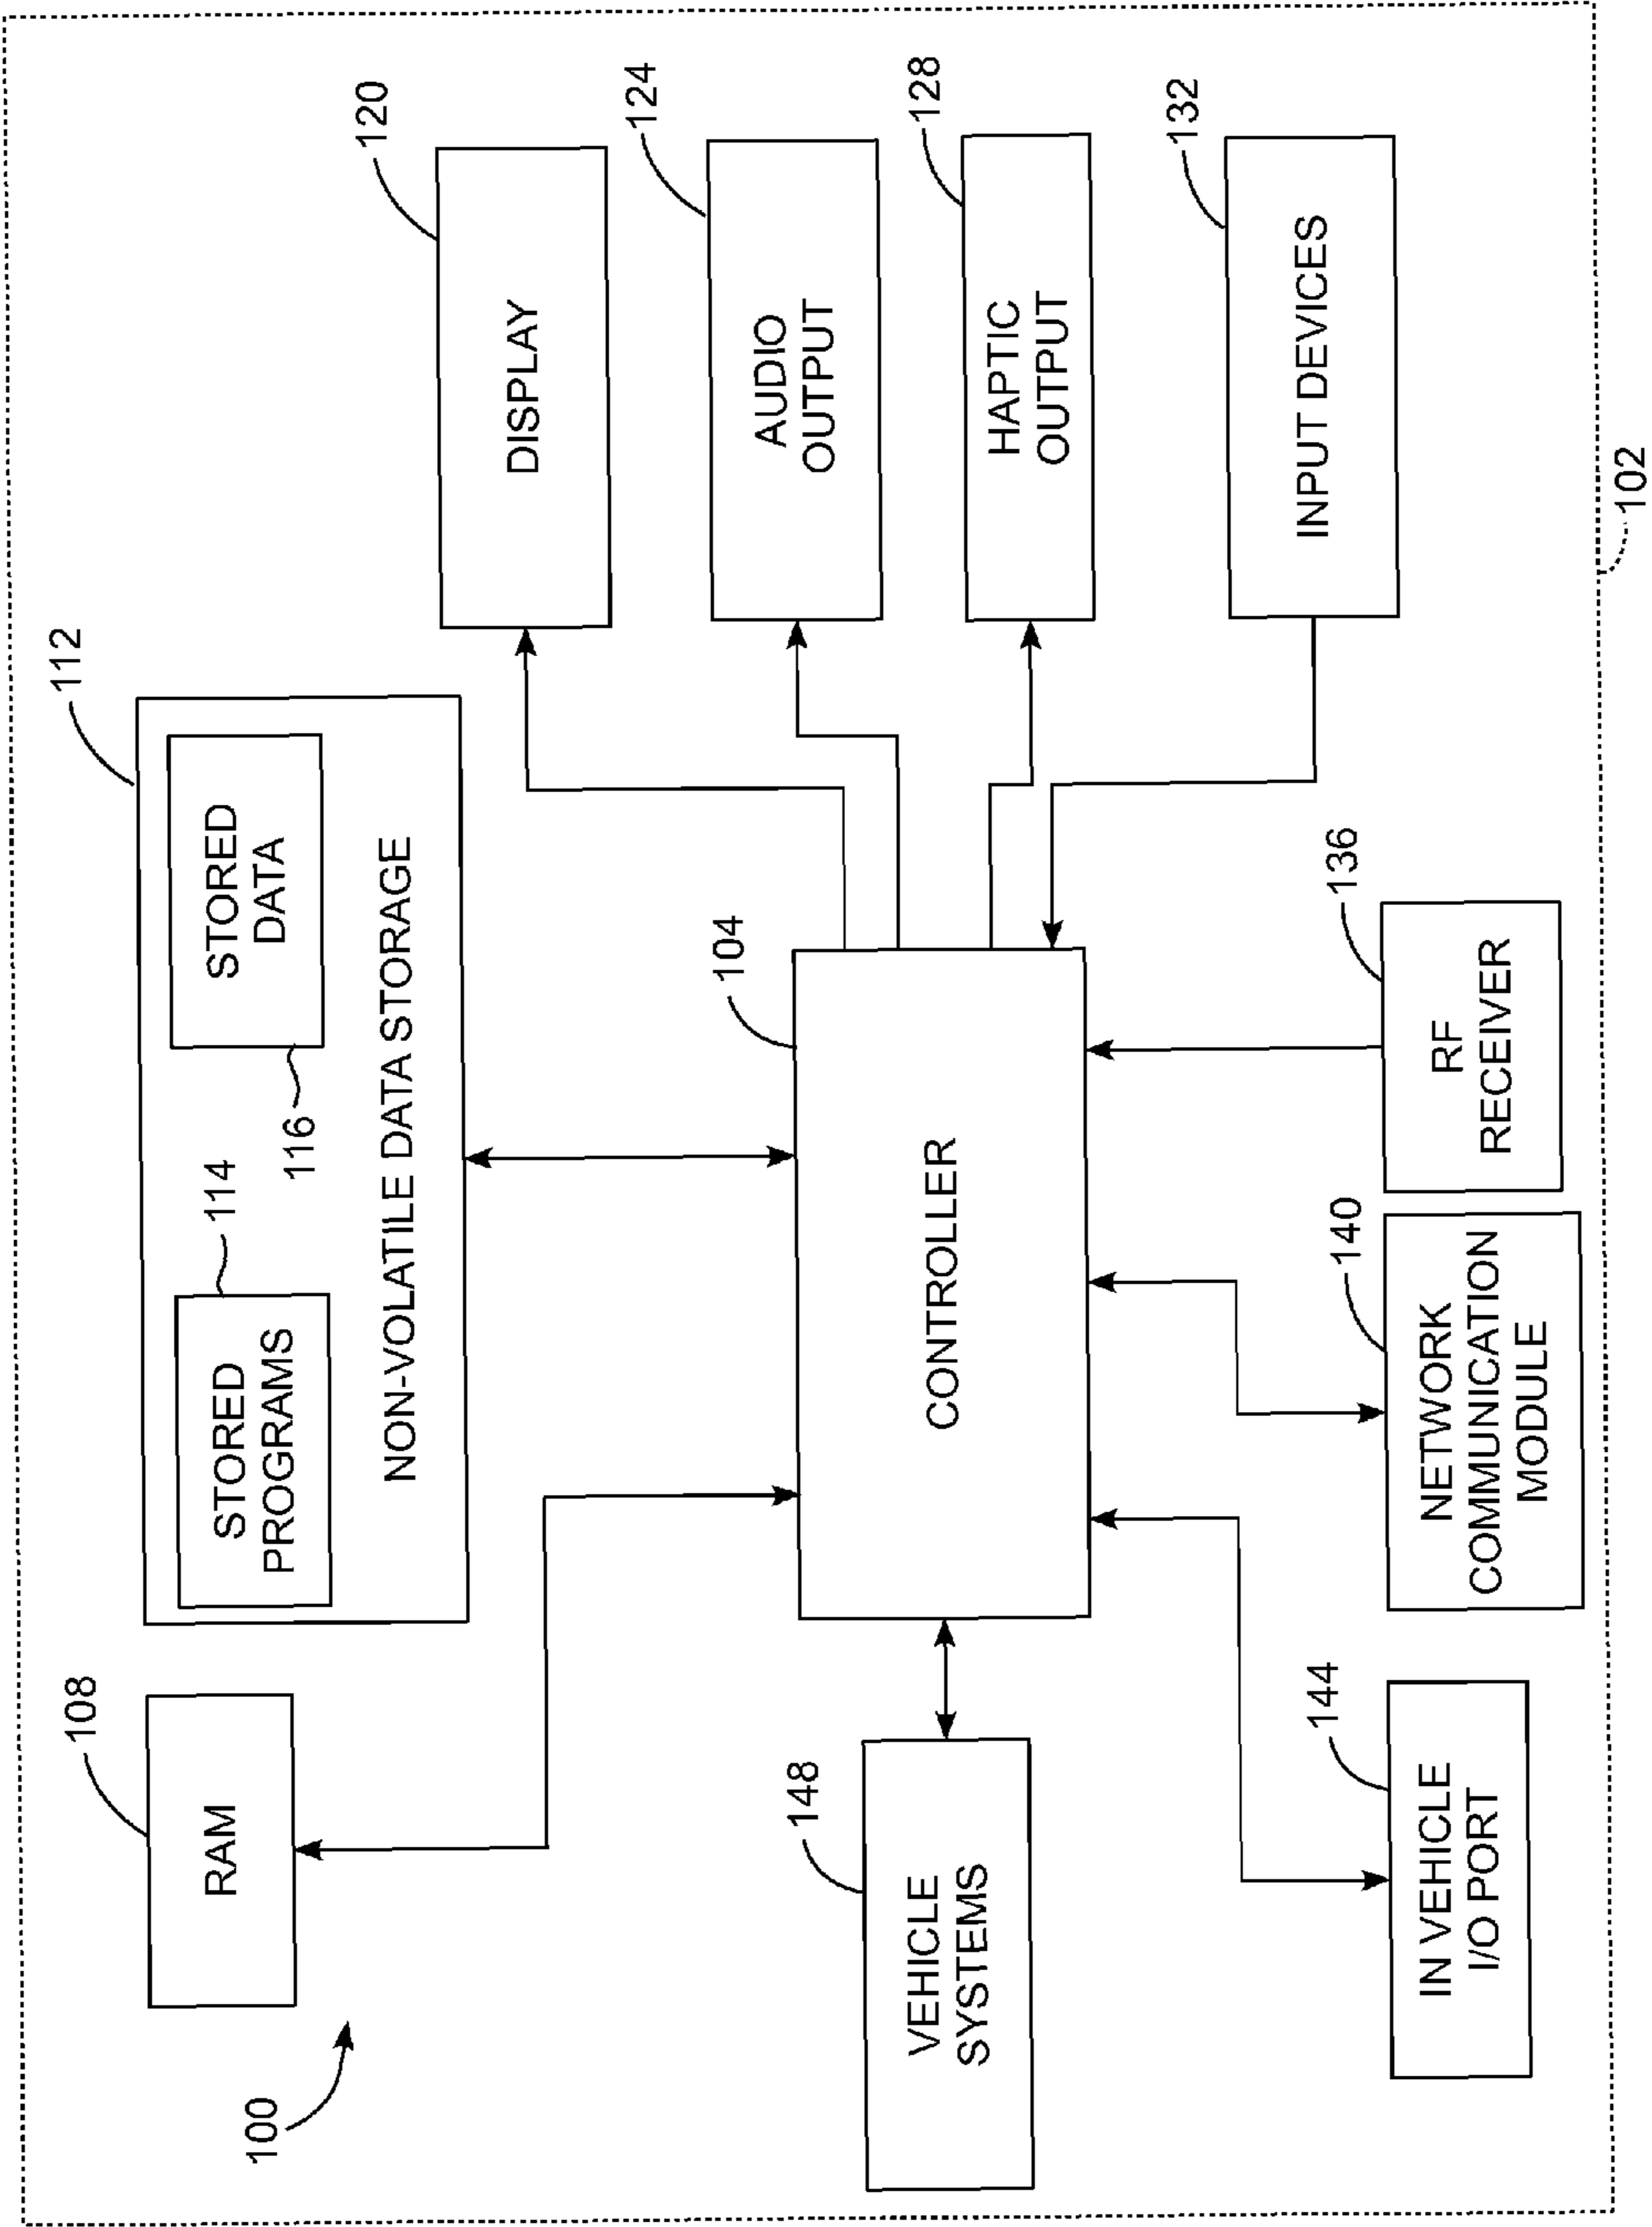 108
RAM
112
114
STORED
PROGRAMS
116
STORED
DATA
NON-VOLATILE DATA STORAGE
120
DISPLAY
100
148
VEHICLE
SYSTEMS
104
CONTROLLER
124
AUDIO
OUTPUT
128
HAPTIC
OUTPUT
132
INPUT DEVICES
144
IN VEHICLE
I/O PORT
140
NETWORK
COMMUNICATION
MODULE
136
RF
RECEIVER
102